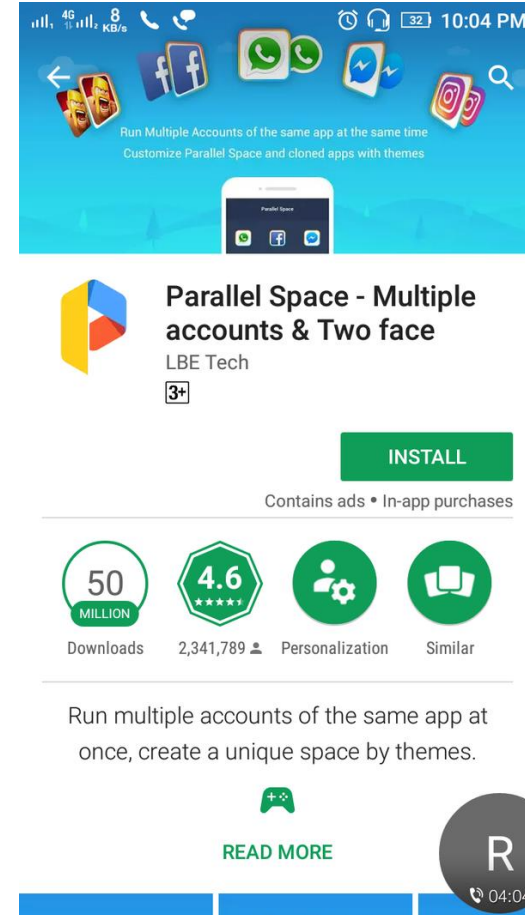 4G 8 KB/s 32 10:04 PM
Run Multiple Accounts of the same app at the same time
Customize Parallel Space and cloned apps with themes
Parallel Space
Parallel Space - Multiple
accounts & Two face
LBE Tech
3+
INSTALL
Contains ads • In-app purchases
50
MILLION
4.6
Downloads
2,341,789
Personalization
Similar
Run multiple accounts of the same app at
once, create a unique space by themes.
READ MORE
R
04:04